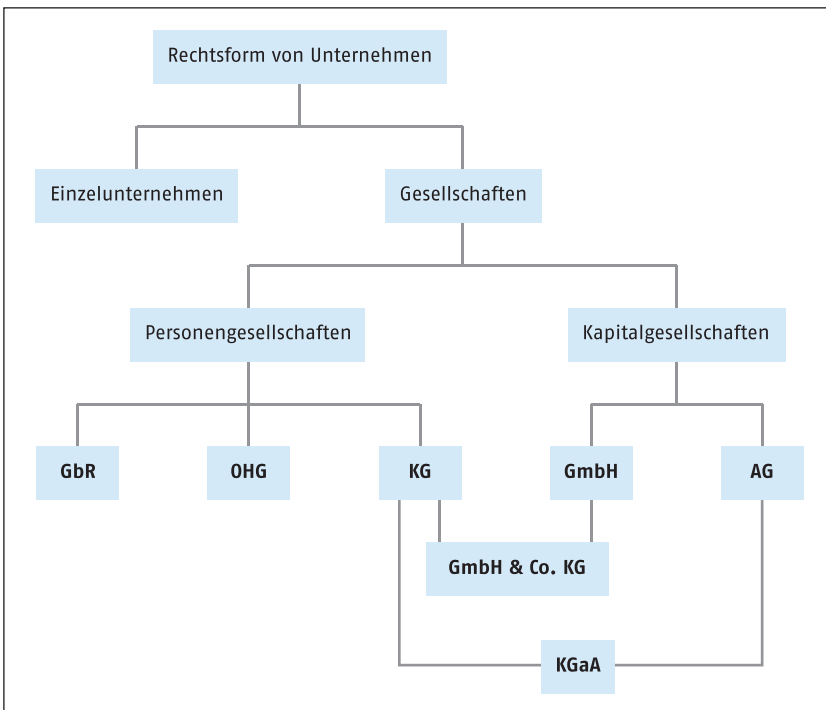 Rechtsform von Unternehmen
Einzelunternehmen
Gesellschaften
Personengesellschaften
Kapitalgesellschaften
GbR
OHG
KG
GmbH
AG
GmbH & Co. KG
KGaA